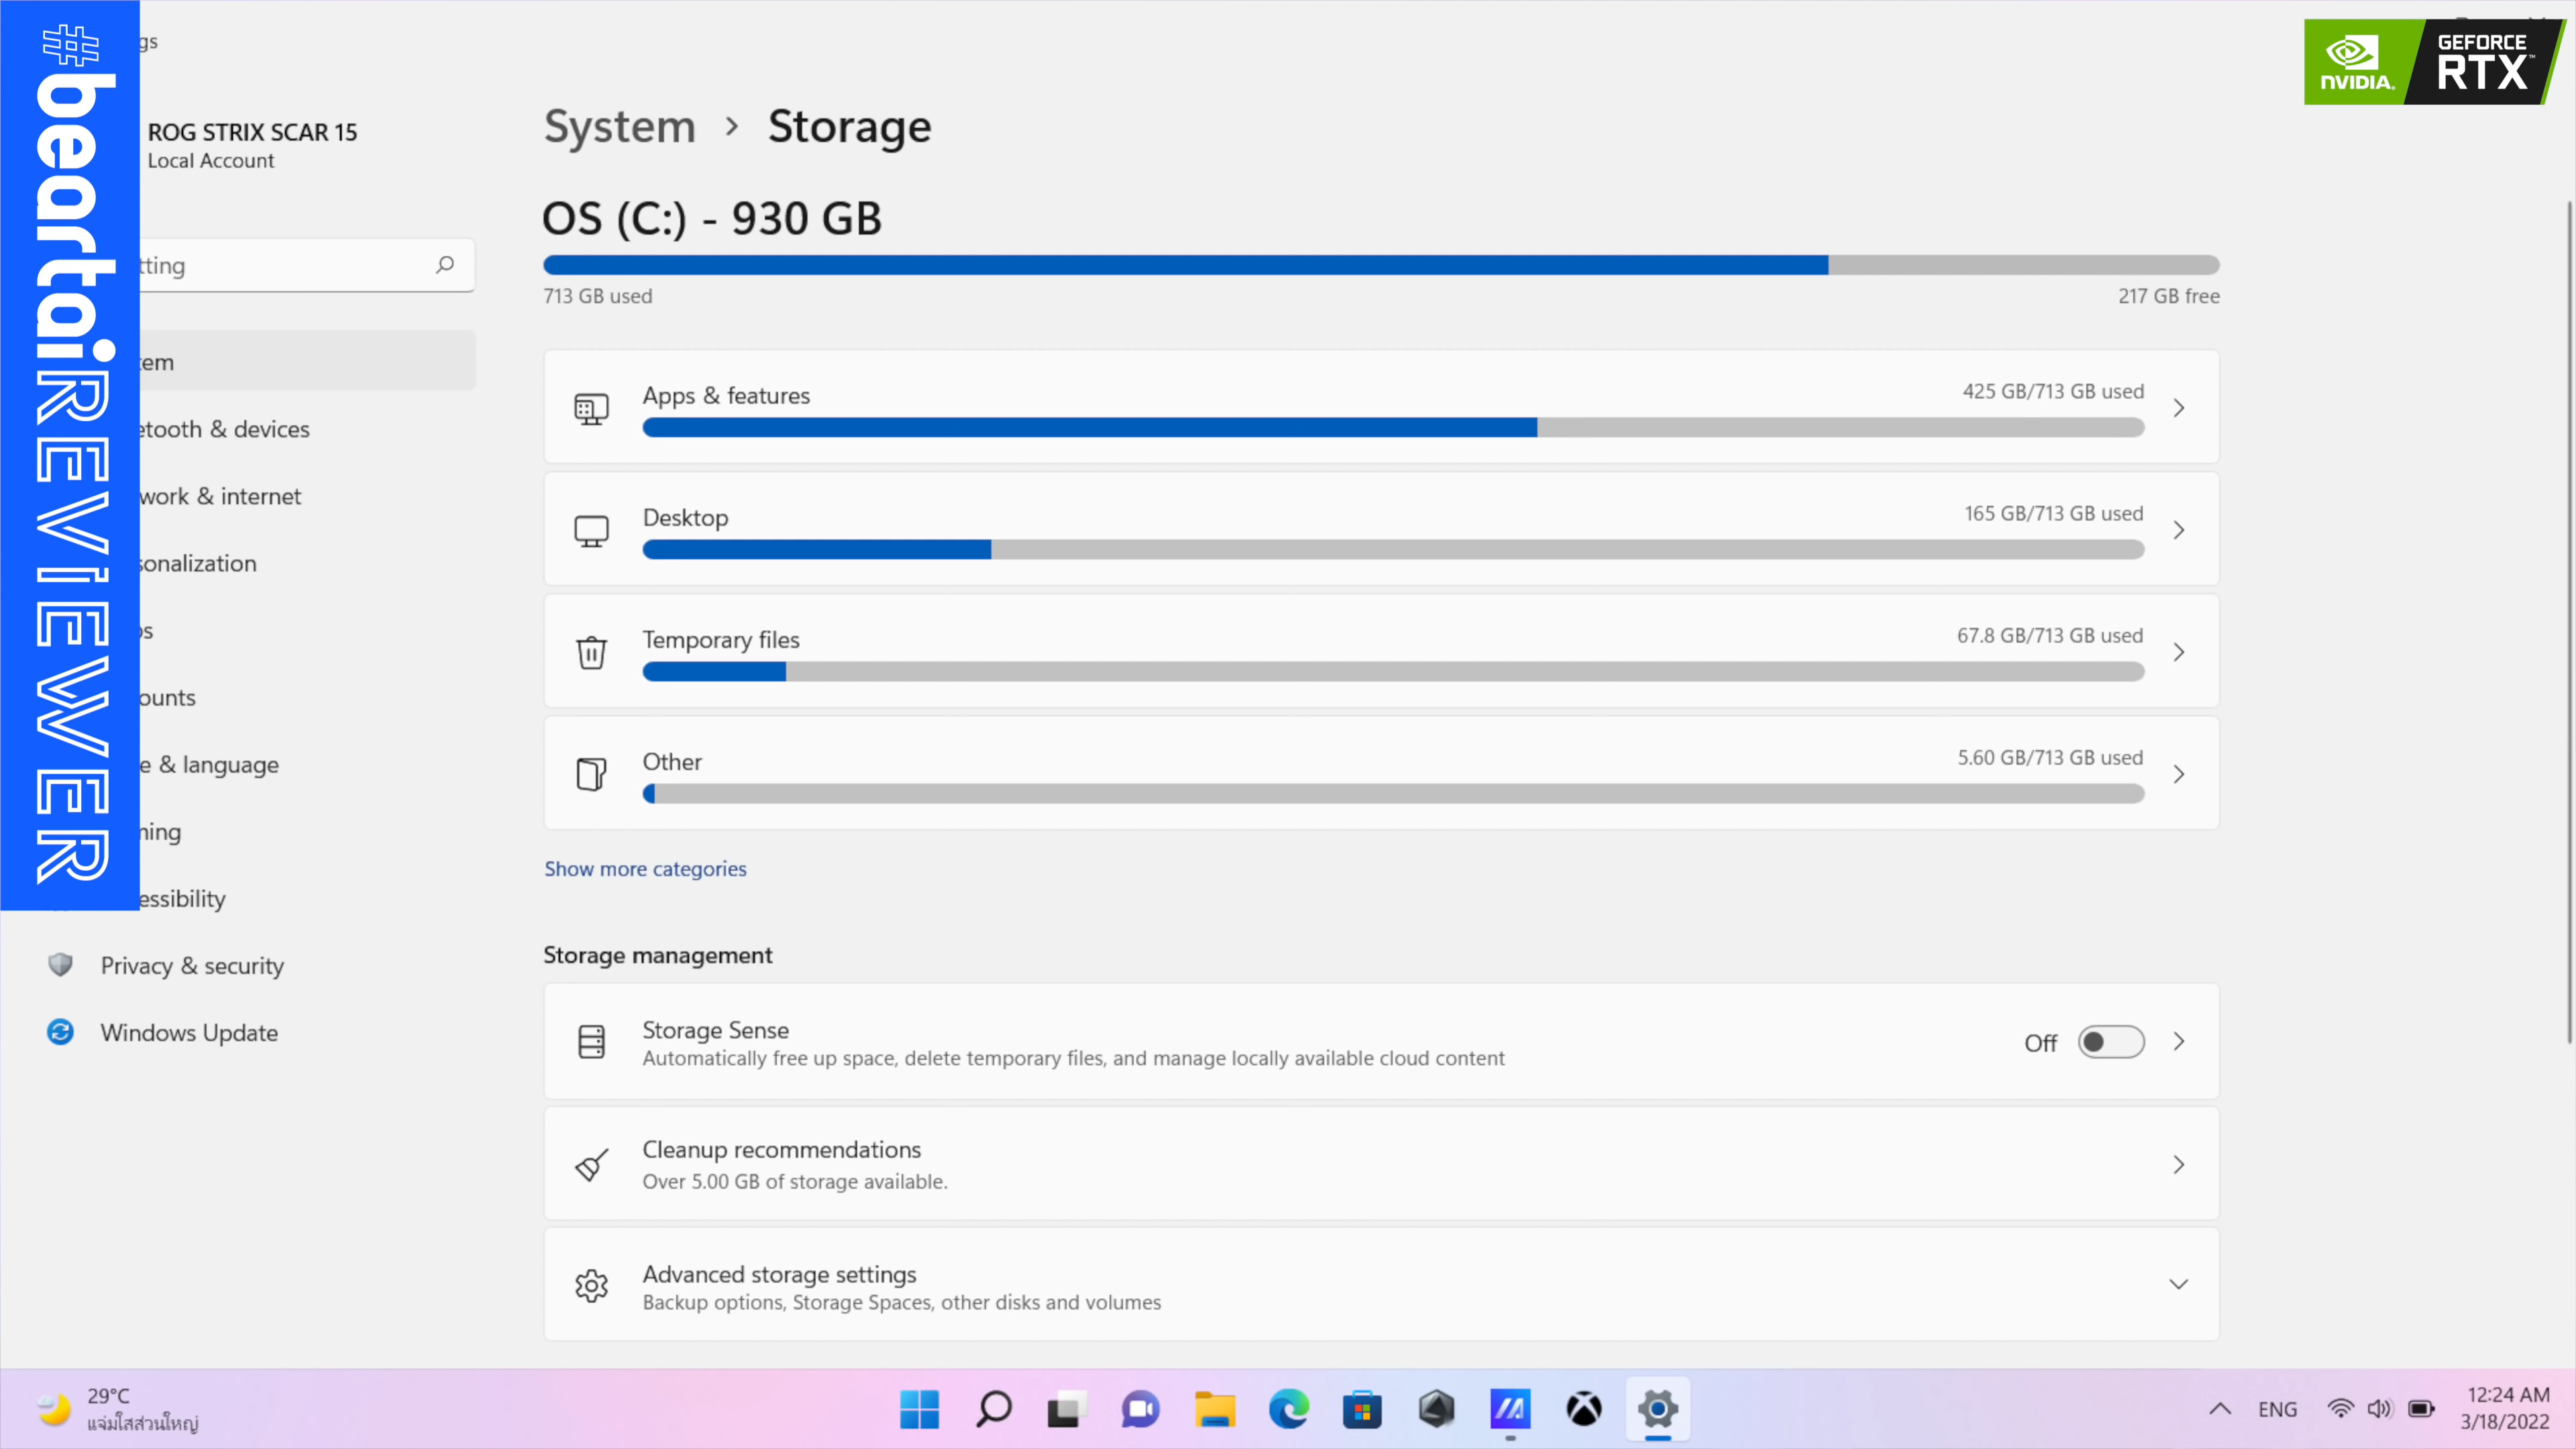 #beartaiREVIEWER
gs
ROG STRIX SCAR 15
Local Account
tting
tem
etooth & devices
work & internet
sonalization
os
ounts
e & language
ning
essibility
Privacy & security
Windows Update
NVIDIA.
GEFORCE
RTX™
System > Storage
OS (C:) - 930 GB
713 GB used
217 GB free
Apps & features
425 GB/713 GB used
Desktop
165 GB/713 GB used
Temporary files
67.8 GB/713 GB used
Other
5.60 GB/713 GB used
Show more categories
Storage management
Storage Sense
Automatically free up space, delete temporary files, and manage locally available cloud content
Off
Cleanup recommendations
Over 5.00 GB of storage available.
Advanced storage settings
Backup options, Storage Spaces, other disks and volumes
29°C
แจ่มใสส่วนใหญ่
ENG
12:24 AM
3/18/2022